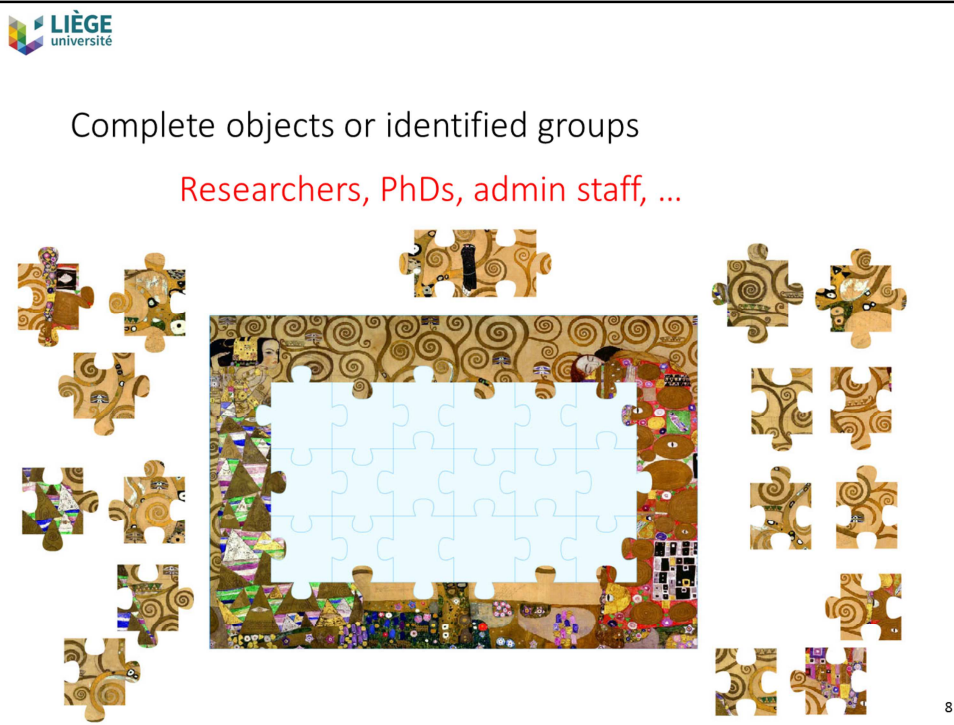 LIÈGE
université
Complete objects or identified groups
Researchers, PhDs, admin staff, ...
8